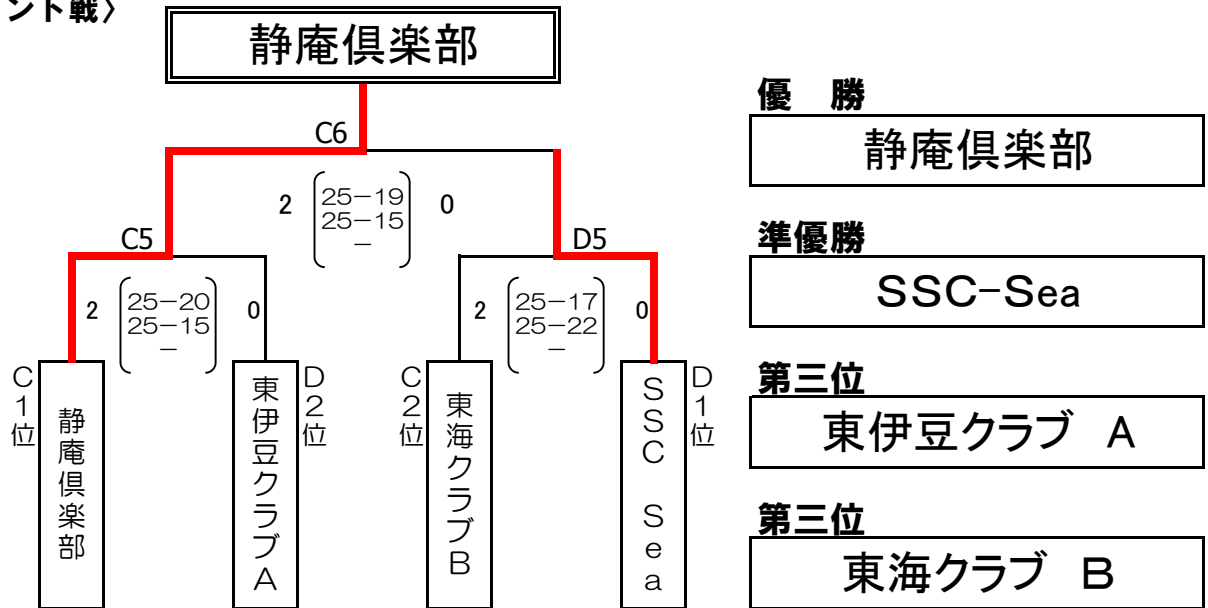 ント戦〉
静庵倶楽部
C6
2 25-19 0
25-15
-
C5
2 25-20 0
25-15
-
D5
2 25-17 0
25-22
-
C1位
静庵倶楽部
東伊豆クラブA
D2位
C2位
東海クラブB
SSC Sea
D1位
優 勝
静庵倶楽部
準優勝
SSC-Sea
第三位
東伊豆クラブ A
第三位
東海クラブ B